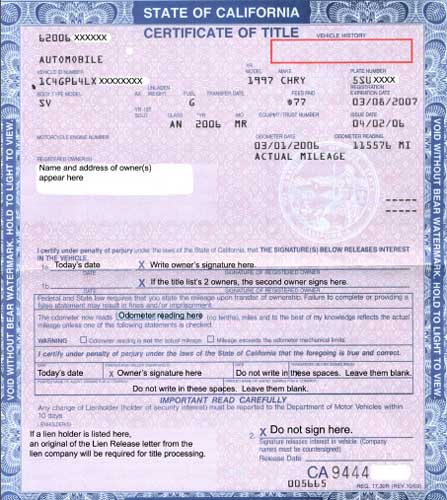 STATE OF CALIFORNIA
CERTIFICATE OF TITLE
VEHICLE HISTORY
62006 XXXXXX
AUTOMOBILE
VEHICLE ID NUMBER
YR. MODEL
MAKE
PLATE NUMBER
1C4GP64LXXXXXXXXX
1997 CHRY
5SU XXXX
BODY TYPE MODEL
AX
UNLADEN WEIGHT
FUEL
TRANSFER DATE
FEES PAID
REGISTRATION EXPIRATION DATE
SV
G
$77
03/06/2007
YR 1ST SOLD
CLASS
YR
MO
EQUIPMT/TRUST NUMBER
ISSUE DATE
AN 2006 MR
04/02/06
MOTORCYCLE ENGINE NUMBER
ODOMETER DATE
ODOMETER READING
03/01/2006
115576 MI
ACTUAL MILEAGE
REGISTERED OWNER(S)
Name and address of owner(s)
appear here
VOID WITHOUT BEAR WATERMARK. HOLD TO LIGHT TO VIEW.
VOID WITHOUT BEAR WATERMARK. HOLD TO LIGHT TO VIEW.
I certify under penalty of perjury under the laws of the State of California, that THE SIGNATURE(S) BELOW RELEASES INTEREST
IN THE VEHICLE.
1a. Today's date X Write owner's signature here.
DATE SIGNATURE OF REGISTERED OWNER
1b. X If the title list's 2 owners, the second owner signs here.
DATE SIGNATURE OF REGISTERED OWNER
Federal and State law requires that you state the mileage upon transfer of ownership. Failure to complete or providing a
false statement may result in fines and/or imprisonment.
The odometer now reads Odometer reading here (no tenths), miles and to the best of my knowledge reflects the actual
mileage unless one of the following statements is checked.
WARNING Odometer reading is not the actual mileage. Mileage exceeds the odometer mechanical limits.
I certify under penalty of perjury under the laws of the State of California that the foregoing is true and correct.
Today's date X Owner's signature here Do not write in these spaces. Leave them blank.
Do not write in these spaces. Leave them blank.
IMPORTANT READ CAREFULLY
Any change of Lienholder (holder of security interest) must be reported to the Department of Motor Vehicles within
10 days.
If a lien holder is listed here,
an original of the Lien Release letter from the
lien company will be required for title processing.
2. X Do not sign here.
Signature releases interest in vehicle. (Company
names must be countersigned)
Release Date
CA9444
005665
REG. 17.30R (REV. 10/03)